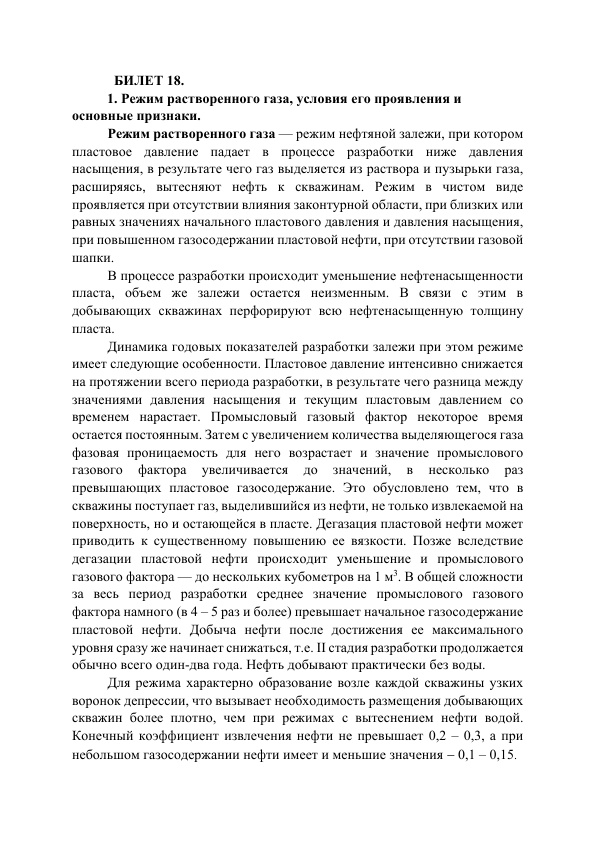 БИЛЕТ 18.
1. Режим растворенного газа, условия его проявления и
основные признаки.
Режим растворенного газа — режим нефтяной залежи, при котором
пластовое давление падает в процессе разработки ниже давления
насыщения, в результате чего газ выделяется из раствора и пузырьки газа,
расширяясь, вытесняют нефть к скважинам. Режим в чистом виде
проявляется при отсутствии влияния законтурной области, при близких или
равных значениях начального пластового давления и давления насыщения,
при повышенном газосодержании пластовой нефти, при отсутствии газовой
шапки.
В процессе разработки происходит уменьшение нефтенасыщенности
пласта, объем же залежи остается неизменным. В связи с этим в
добывающих скважинах перфорируют всю нефтенасыщенную толщину
пласта.
Динамика годовых показателей разработки залежи при этом режиме
имеет следующие особенности. Пластовое давление интенсивно снижается
на протяжении всего периода разработки, в результате чего разница между
значениями давления насыщения и текущим пластовым давлением со
временем нарастает. Промысловый газовый фактор некоторое время
остается постоянным. Затем с увеличением количества выделяющегося газа
фазовая проницаемость для него возрастает и значение промыслового
газового фактора увеличивается до значений, в несколько раз
превышающих пластовое газосодержание. Это обусловлено тем, что в
скважины поступает газ, выделившийся из нефти, не только извлекаемой на
поверхность, но и остающейся в пласте. Дегазация пластовой нефти может
приводить к существенному повышению ее вязкости. Позже вследствие
дегазации пластовой нефти происходит уменьшение и промыслового
газового фактора — до нескольких кубометров на 1 м³. В общей сложности
за весь период разработки среднее значение промыслового газового
фактора намного (в 4 – 5 раз и более) превышает начальное газосодержание
пластовой нефти. Добыча нефти после достижения ее максимального
уровня сразу же начинает снижаться, т.е. II стадия разработки продолжается
обычно всего один-два года. Нефть добывают практически без воды.
Для режима характерно образование возле каждой скважины узких
воронок депрессии, что вызывает необходимость размещения добывающих
скважин более плотно, чем при режимах с вытеснением нефти водой.
Конечный коэффициент извлечения нефти не превышает 0,2 – 0,3, а при
небольшом газосодержании нефти имеет и меньшие значения – 0,1 – 0,15.